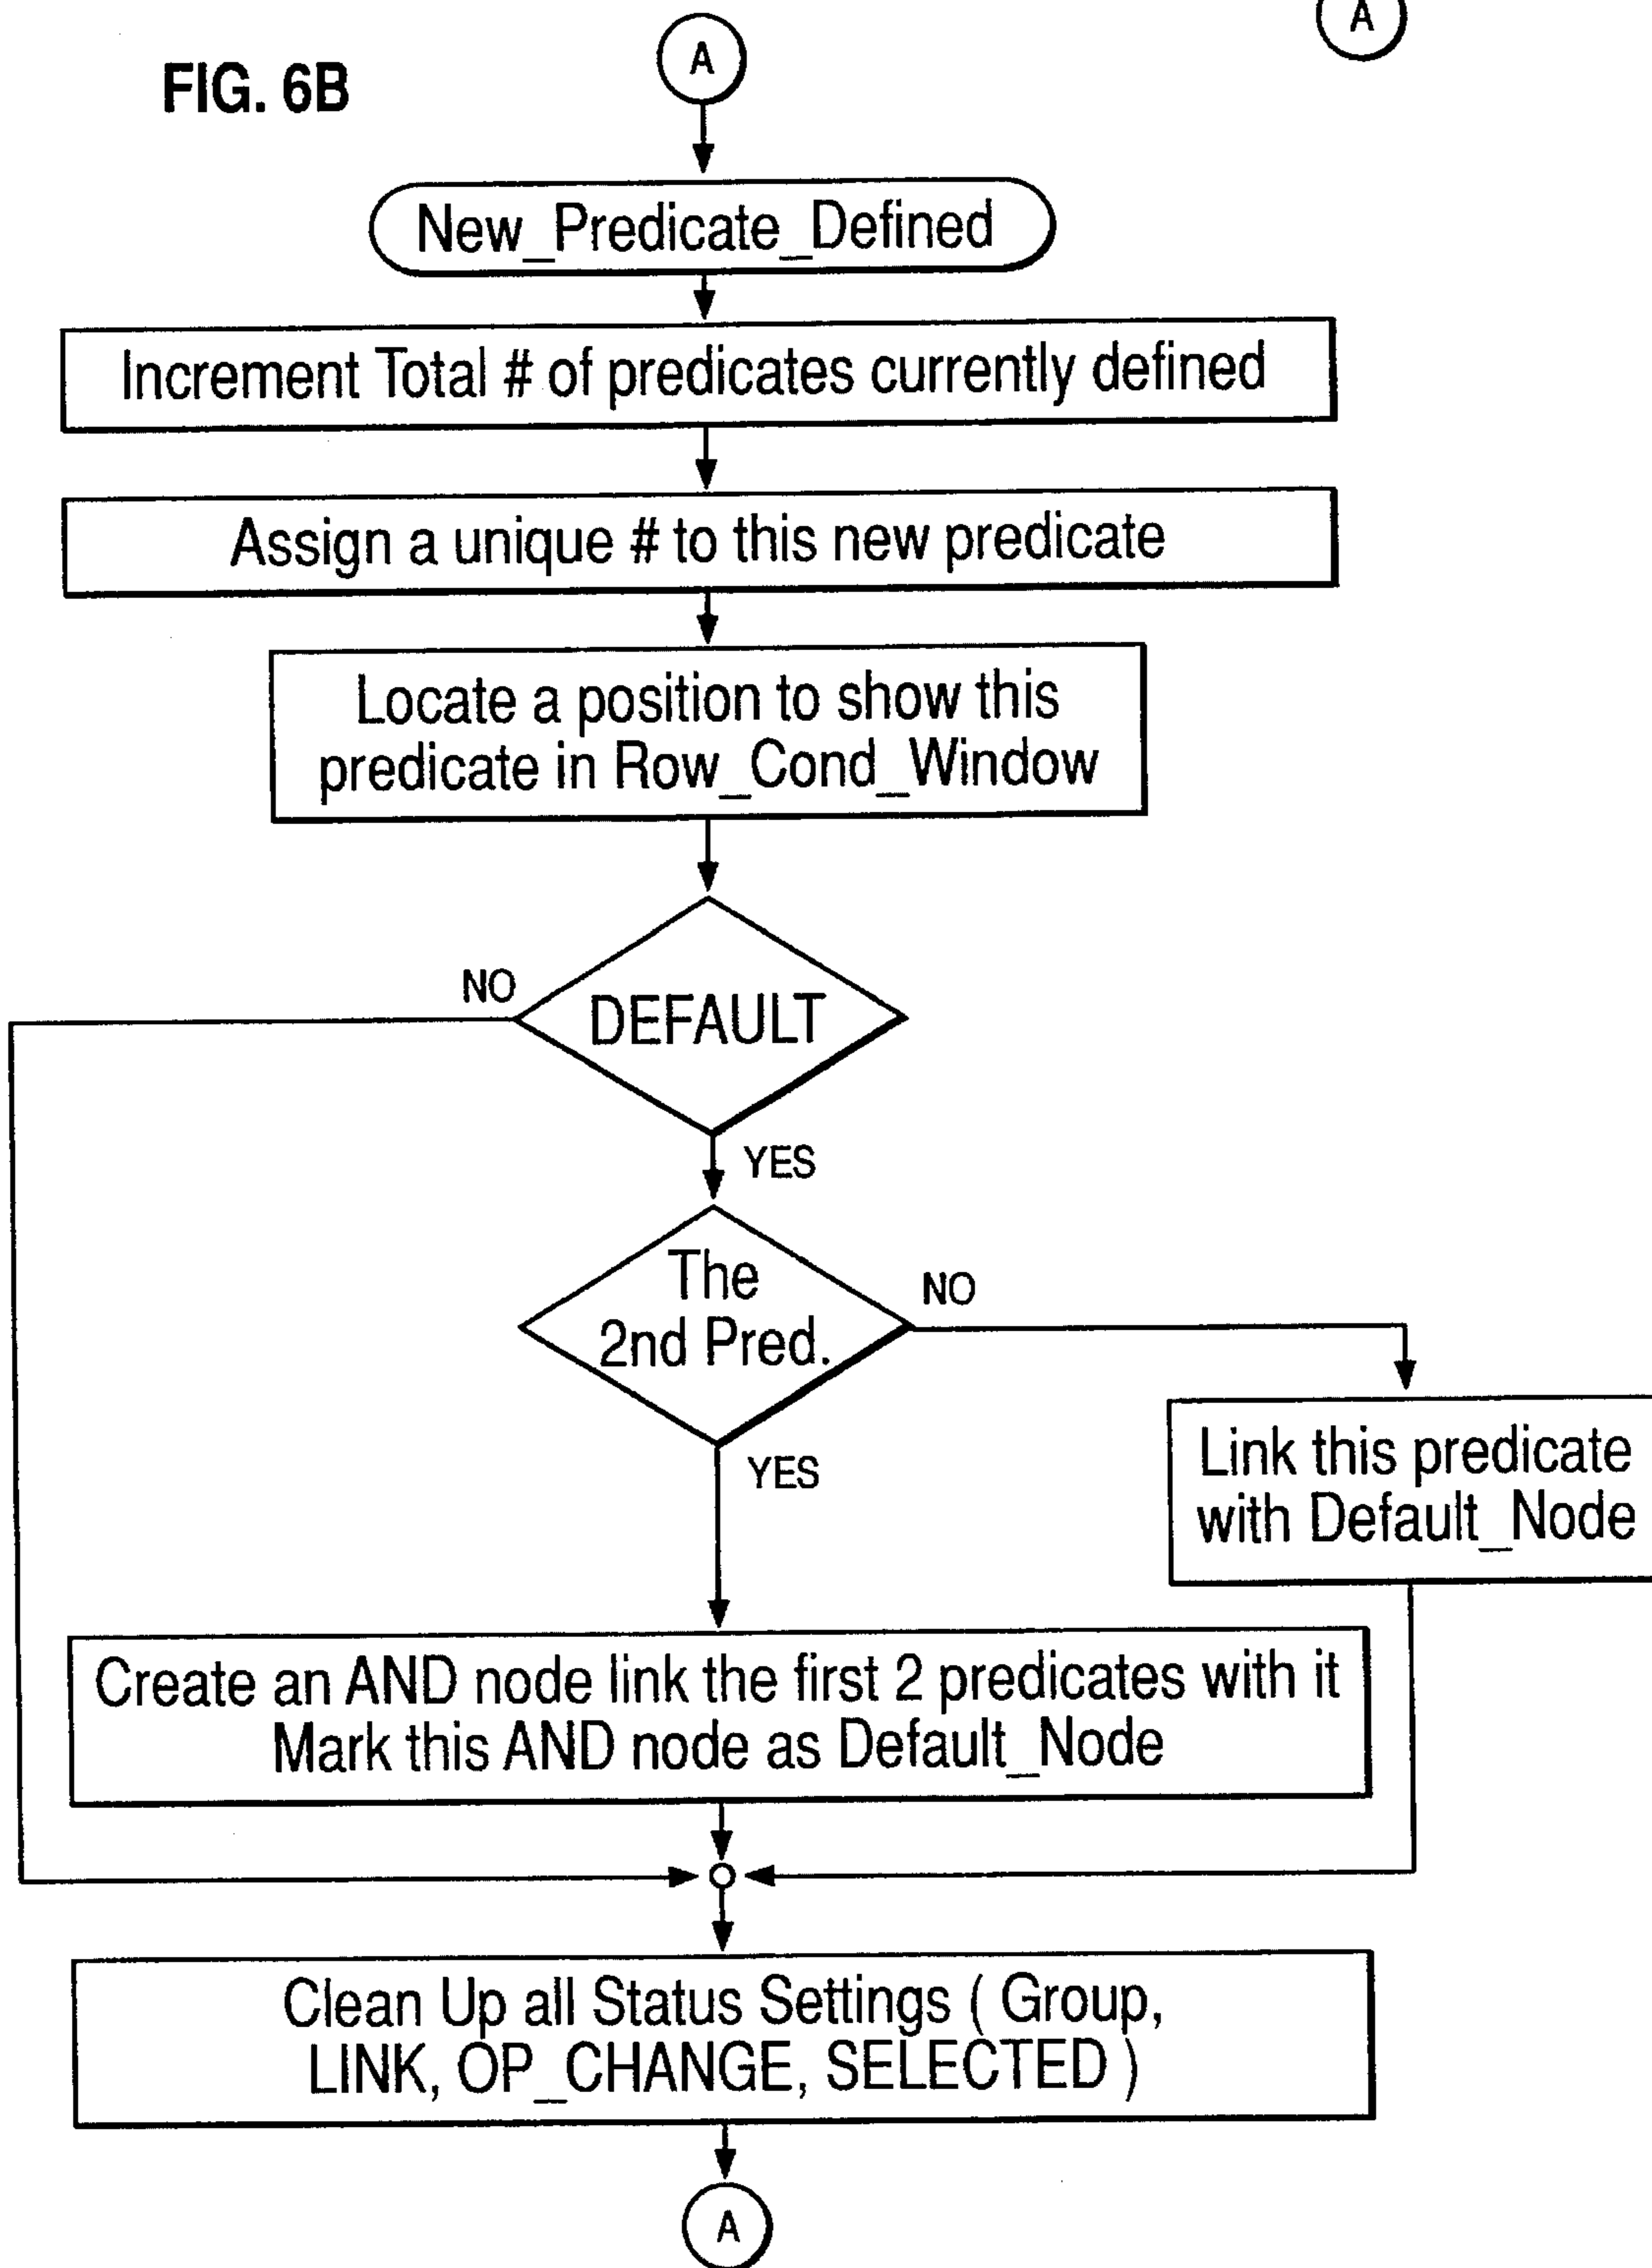 A
FIG. 6B
A
New_Predicate_Defined
Increment Total # of predicates currently defined
Assign a unique # to this new predicate
Locate a position to show this
predicate in Row_Cond_Window
NO
DEFAULT
YES
The
2nd Pred.
NO
YES
Link this predicate
with Default_Node
Create an AND node link the first 2 predicates with it
Mark this AND node as Default_Node
Clean Up all Status Settings ( Group,
LINK, OP_CHANGE, SELECTED )
A